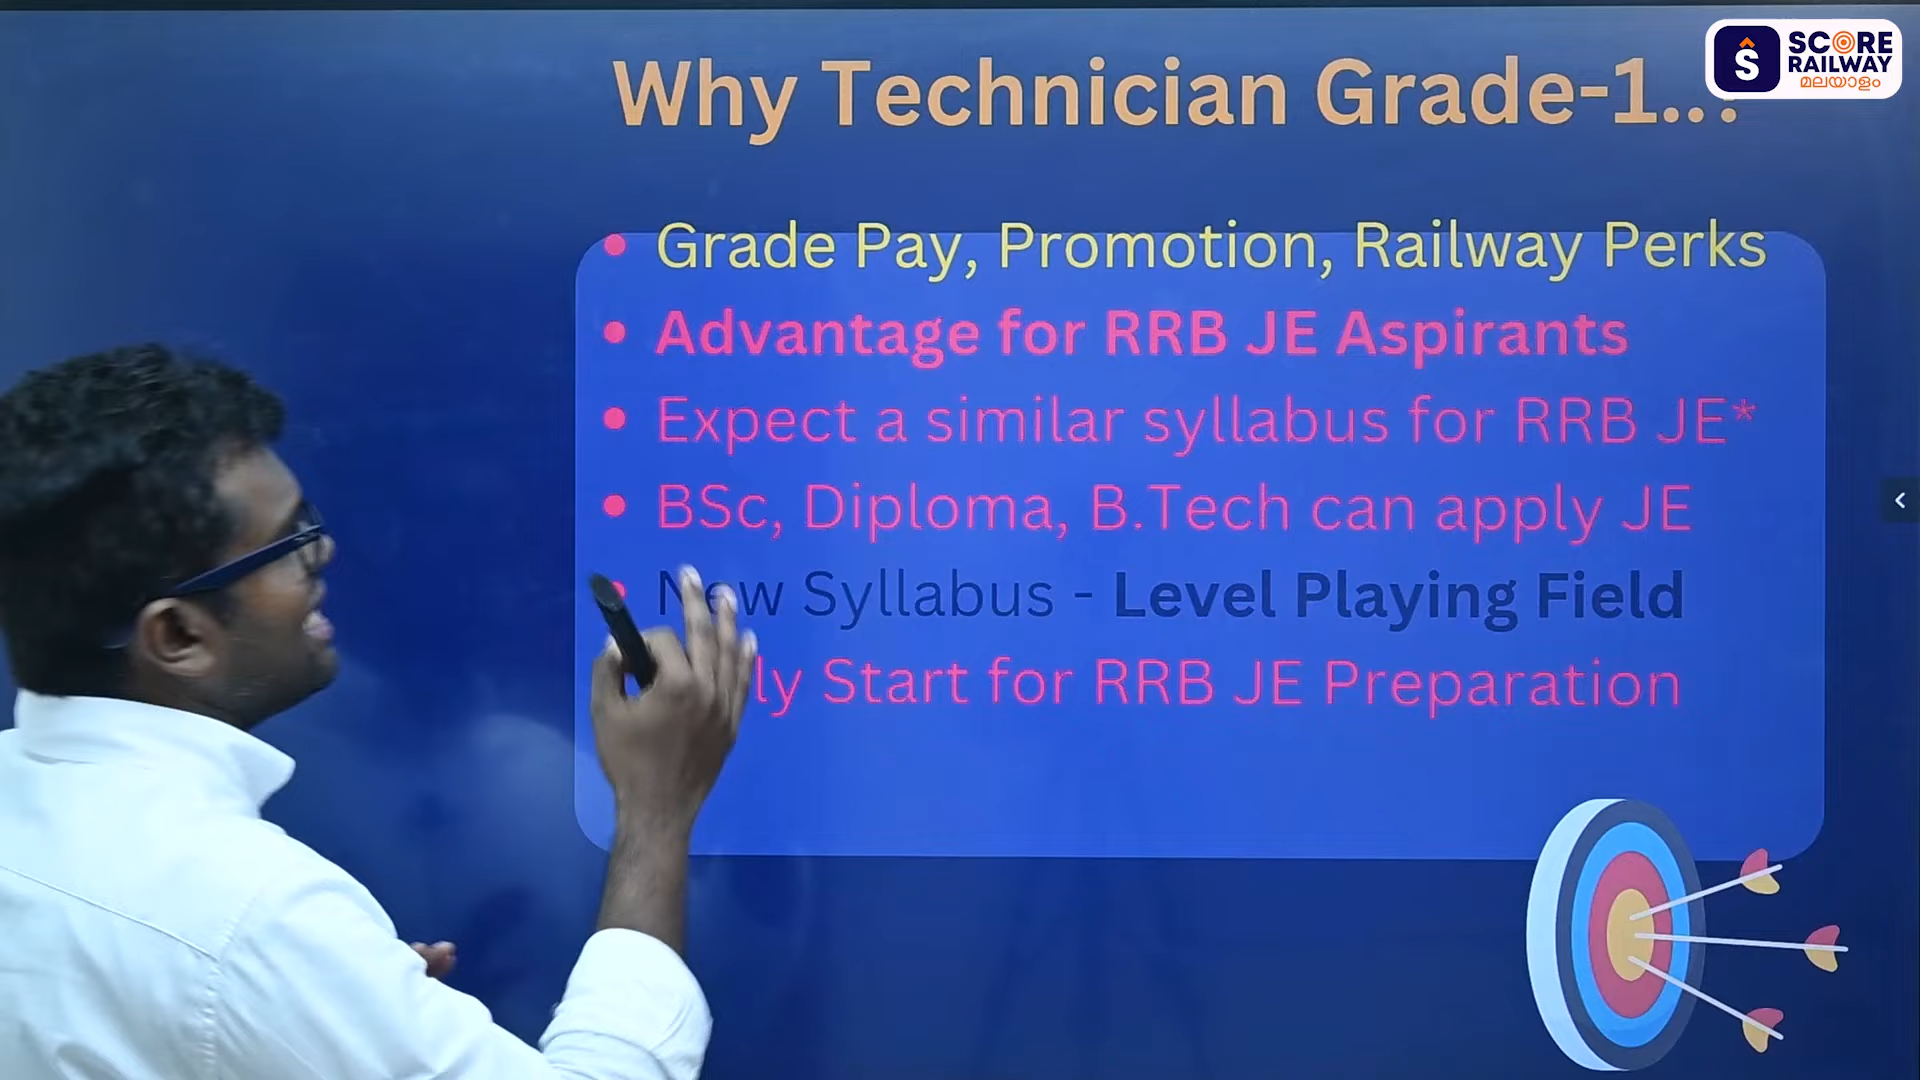 SCORE
RAILWAY
മലയാളം
Why Technician Grade-1..?
• Grade Pay, Promotion, Railway Perks
• Advantage for RRB JE Aspirants
• Expect a similar syllabus for RRB JE*
• BSc, Diploma, B.Tech can apply JE
• New Syllabus - Level Playing Field
Start for RRB JE Preparation